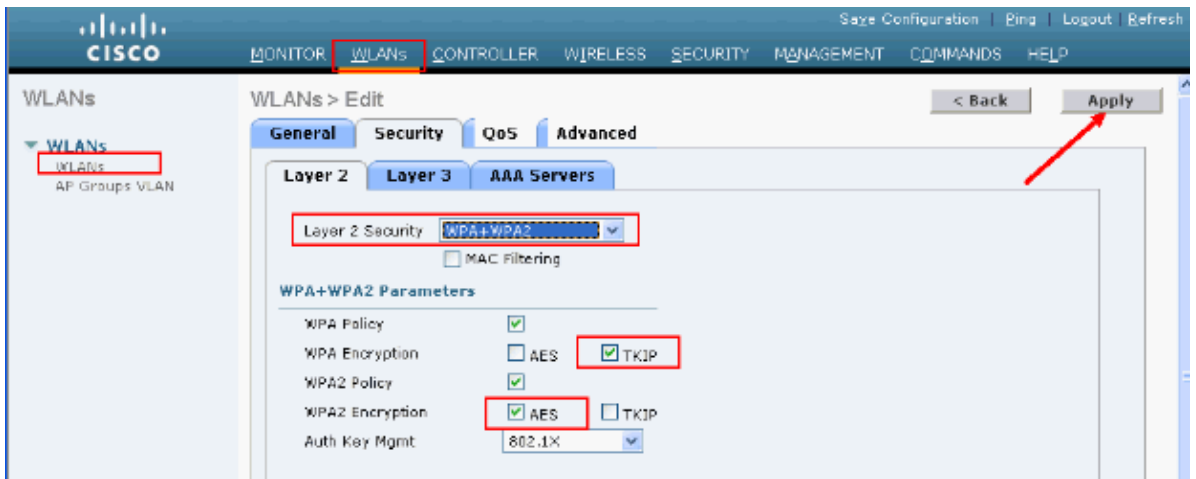 Save Configuration | Ping | Logout | Refresh
CISCO
MONITOR WLANs CONTROLLER WIRELESS SECURITY MANAGEMENT COMMANDS HELP
WLANs
WLANs > Edit
< Back
Apply
General Security QoS Advanced
WLANs
WLANs
AP Groups VLAN
Layer 2 Layer 3 AAA Servers
Layer 2 Security WPA+WPA2
MAC Filtering
WPA+WPA2 Parameters
WPA Policy
WPA Encryption AES TKIP
WPA2 Policy
WPA2 Encryption AES TKIP
Auth Key Mgmt 802.1X